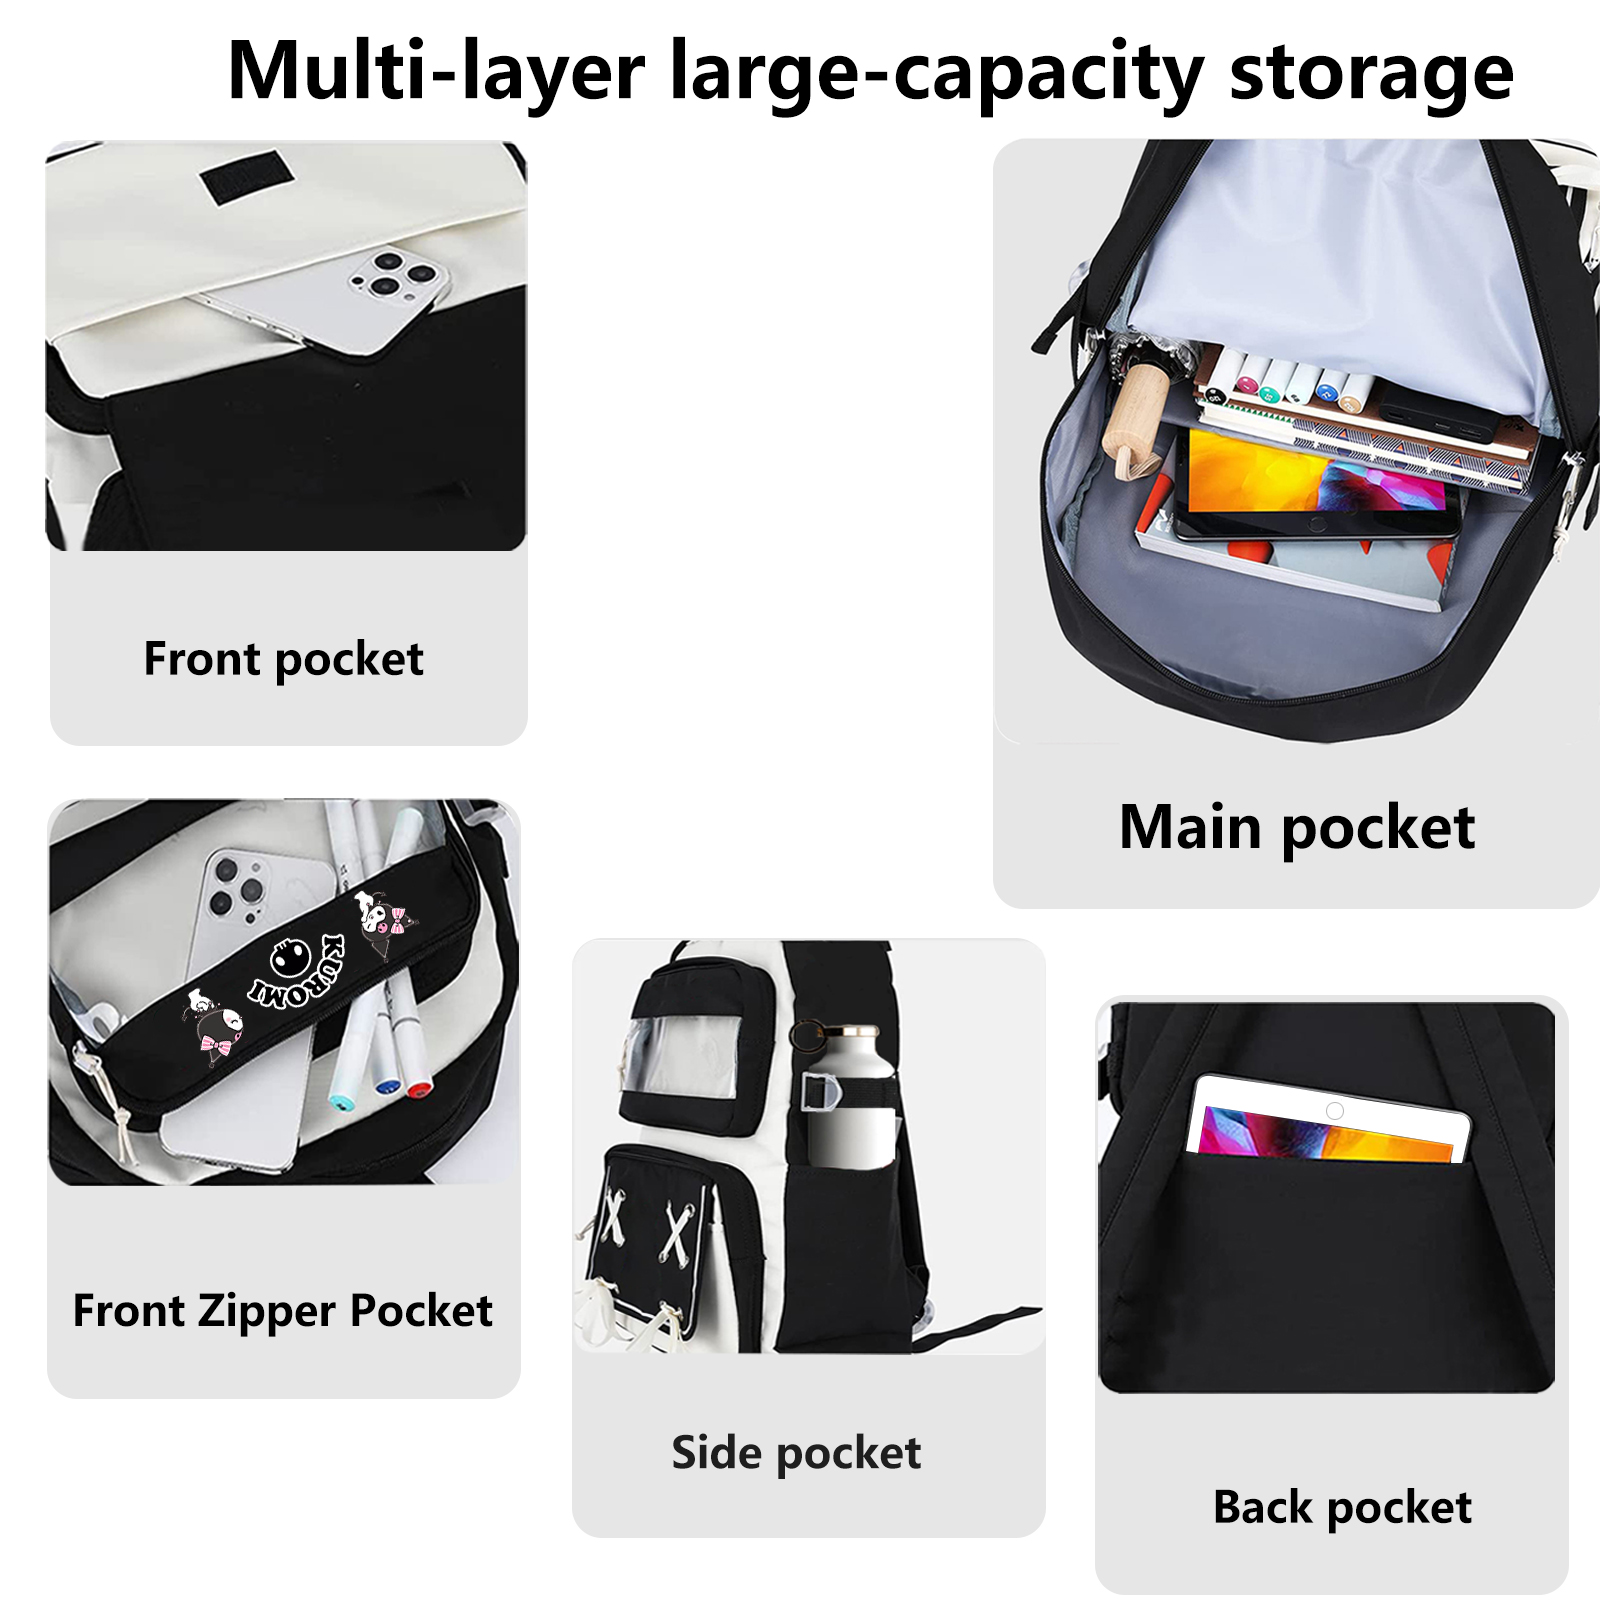 Multi-layer large-capacity storage
Front pocket
Main pocket
KUROMI
Front Zipper Pocket
Side pocket
Back pocket